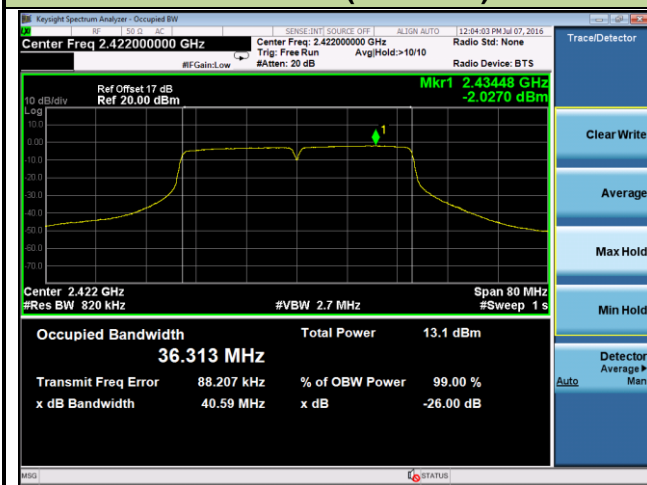 Keysight Spectrum Analyzer - Occupied BW
RF 50 Ω AC SENSE:INT SOURCE OFF ALIGN AUTO 12:04:03 PM Jul 07, 2016
Center Freq 2.422000000 GHz Center Freq: 2.422000000 GHz Radio Std: None Trace/Detector
Trig: Free Run Avg|Hold:>10/10
#IFGain:Low #Atten: 20 dB Radio Device: BTS
Ref Offset 17 dB Mkr1 2.43448 GHz
10 dB/div Ref 20.00 dBm -2.0270 dBm
Log
10.0
0.00
-10.0
-20.0
-30.0
-40.0
-50.0
-60.0
-70.0
1
Center 2.422 GHz Span 80 MHz
#Res BW 820 kHz #VBW 2.7 MHz #Sweep 1 s
Occupied Bandwidth Total Power 13.1 dBm
36.313 MHz
Transmit Freq Error 88.207 kHz % of OBW Power 99.00 %
x dB Bandwidth 40.59 MHz x dB -26.00 dB
Clear Write
Average
Max Hold
Min Hold
Detector
Average▶
Auto Man
MSG STATUS